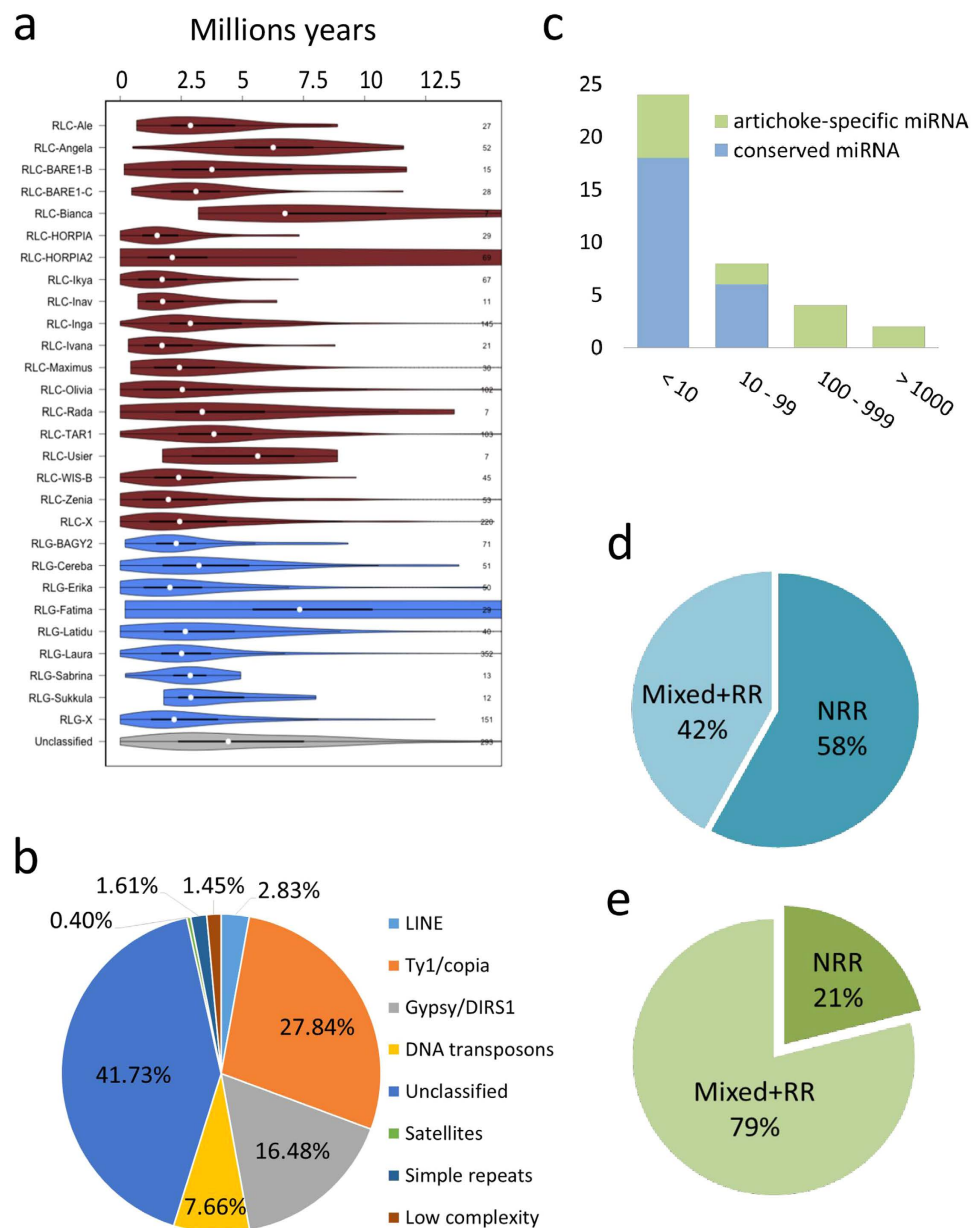 a
Millions years
0 2.5 5 7.5 10 12.5
RLC-Ale 27
RLC-Angela 52
RLC-BARE1-B 15
RLC-BARE1-C 28
RLC-Bianca 7
RLC-HORPIA 29
RLC-HORPIA2 69
RLC-Ikya 67
RLC-Inav 11
RLC-Inga 145
RLC-Ivana 21
RLC-Maximus 36
RLC-Olivia 102
RLC-Rada 7
RLC-TAR1 103
RLC-Usier 7
RLC-WIS-B 45
RLC-Zenia 53
RLC-X 220
RLG-BAGY2 71
RLG-Cereba 51
RLG-Erika 50
RLG-Fatima 29
RLG-Latidu 40
RLG-Laura 352
RLG-Sabrina 13
RLG-Sukkula 12
RLG-X 151
Unclassified 293
b
1.61%
1.45%
2.83%
0.40%
27.84%
41.73%
16.48%
7.66%
LINE
Ty1/copia
Gypsy/DIRS1
DNA transposons
Unclassified
Satellites
Simple repeats
Low complexity
c
25
20
15
10
5
0
artichoke-specific miRNA
conserved miRNA
< 10
10 - 99
100 - 999
> 1000
d
Mixed+RR
42%
NRR
58%
e
NRR
21%
Mixed+RR
79%